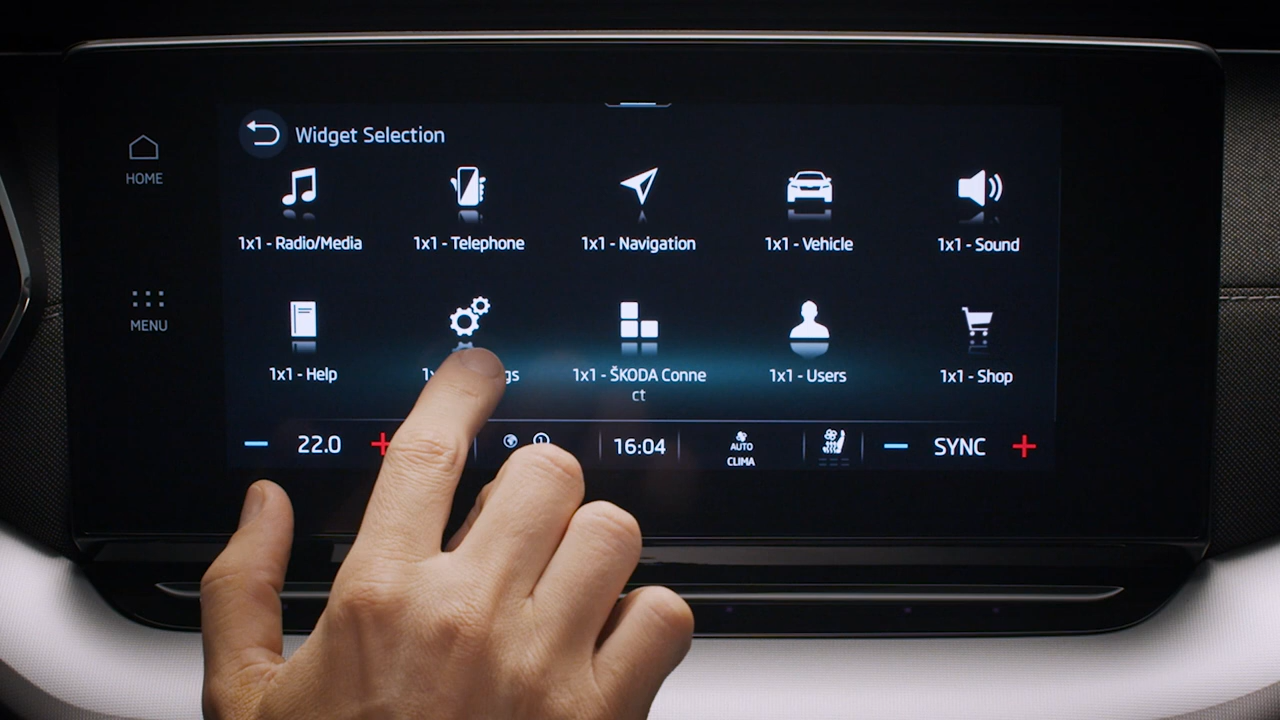 Widget Selection
HOME
1x1 - Radio/Media
1x1 - Telephone
1x1 - Navigation
1x1 - Vehicle
1x1 - Sound
MENU
1x1 - Help
1x1 - ŠKODA Conne
ct
1x1 - Users
1x1 - Shop
22.0
1
16:04
AUTO
CLIMA
SYNC